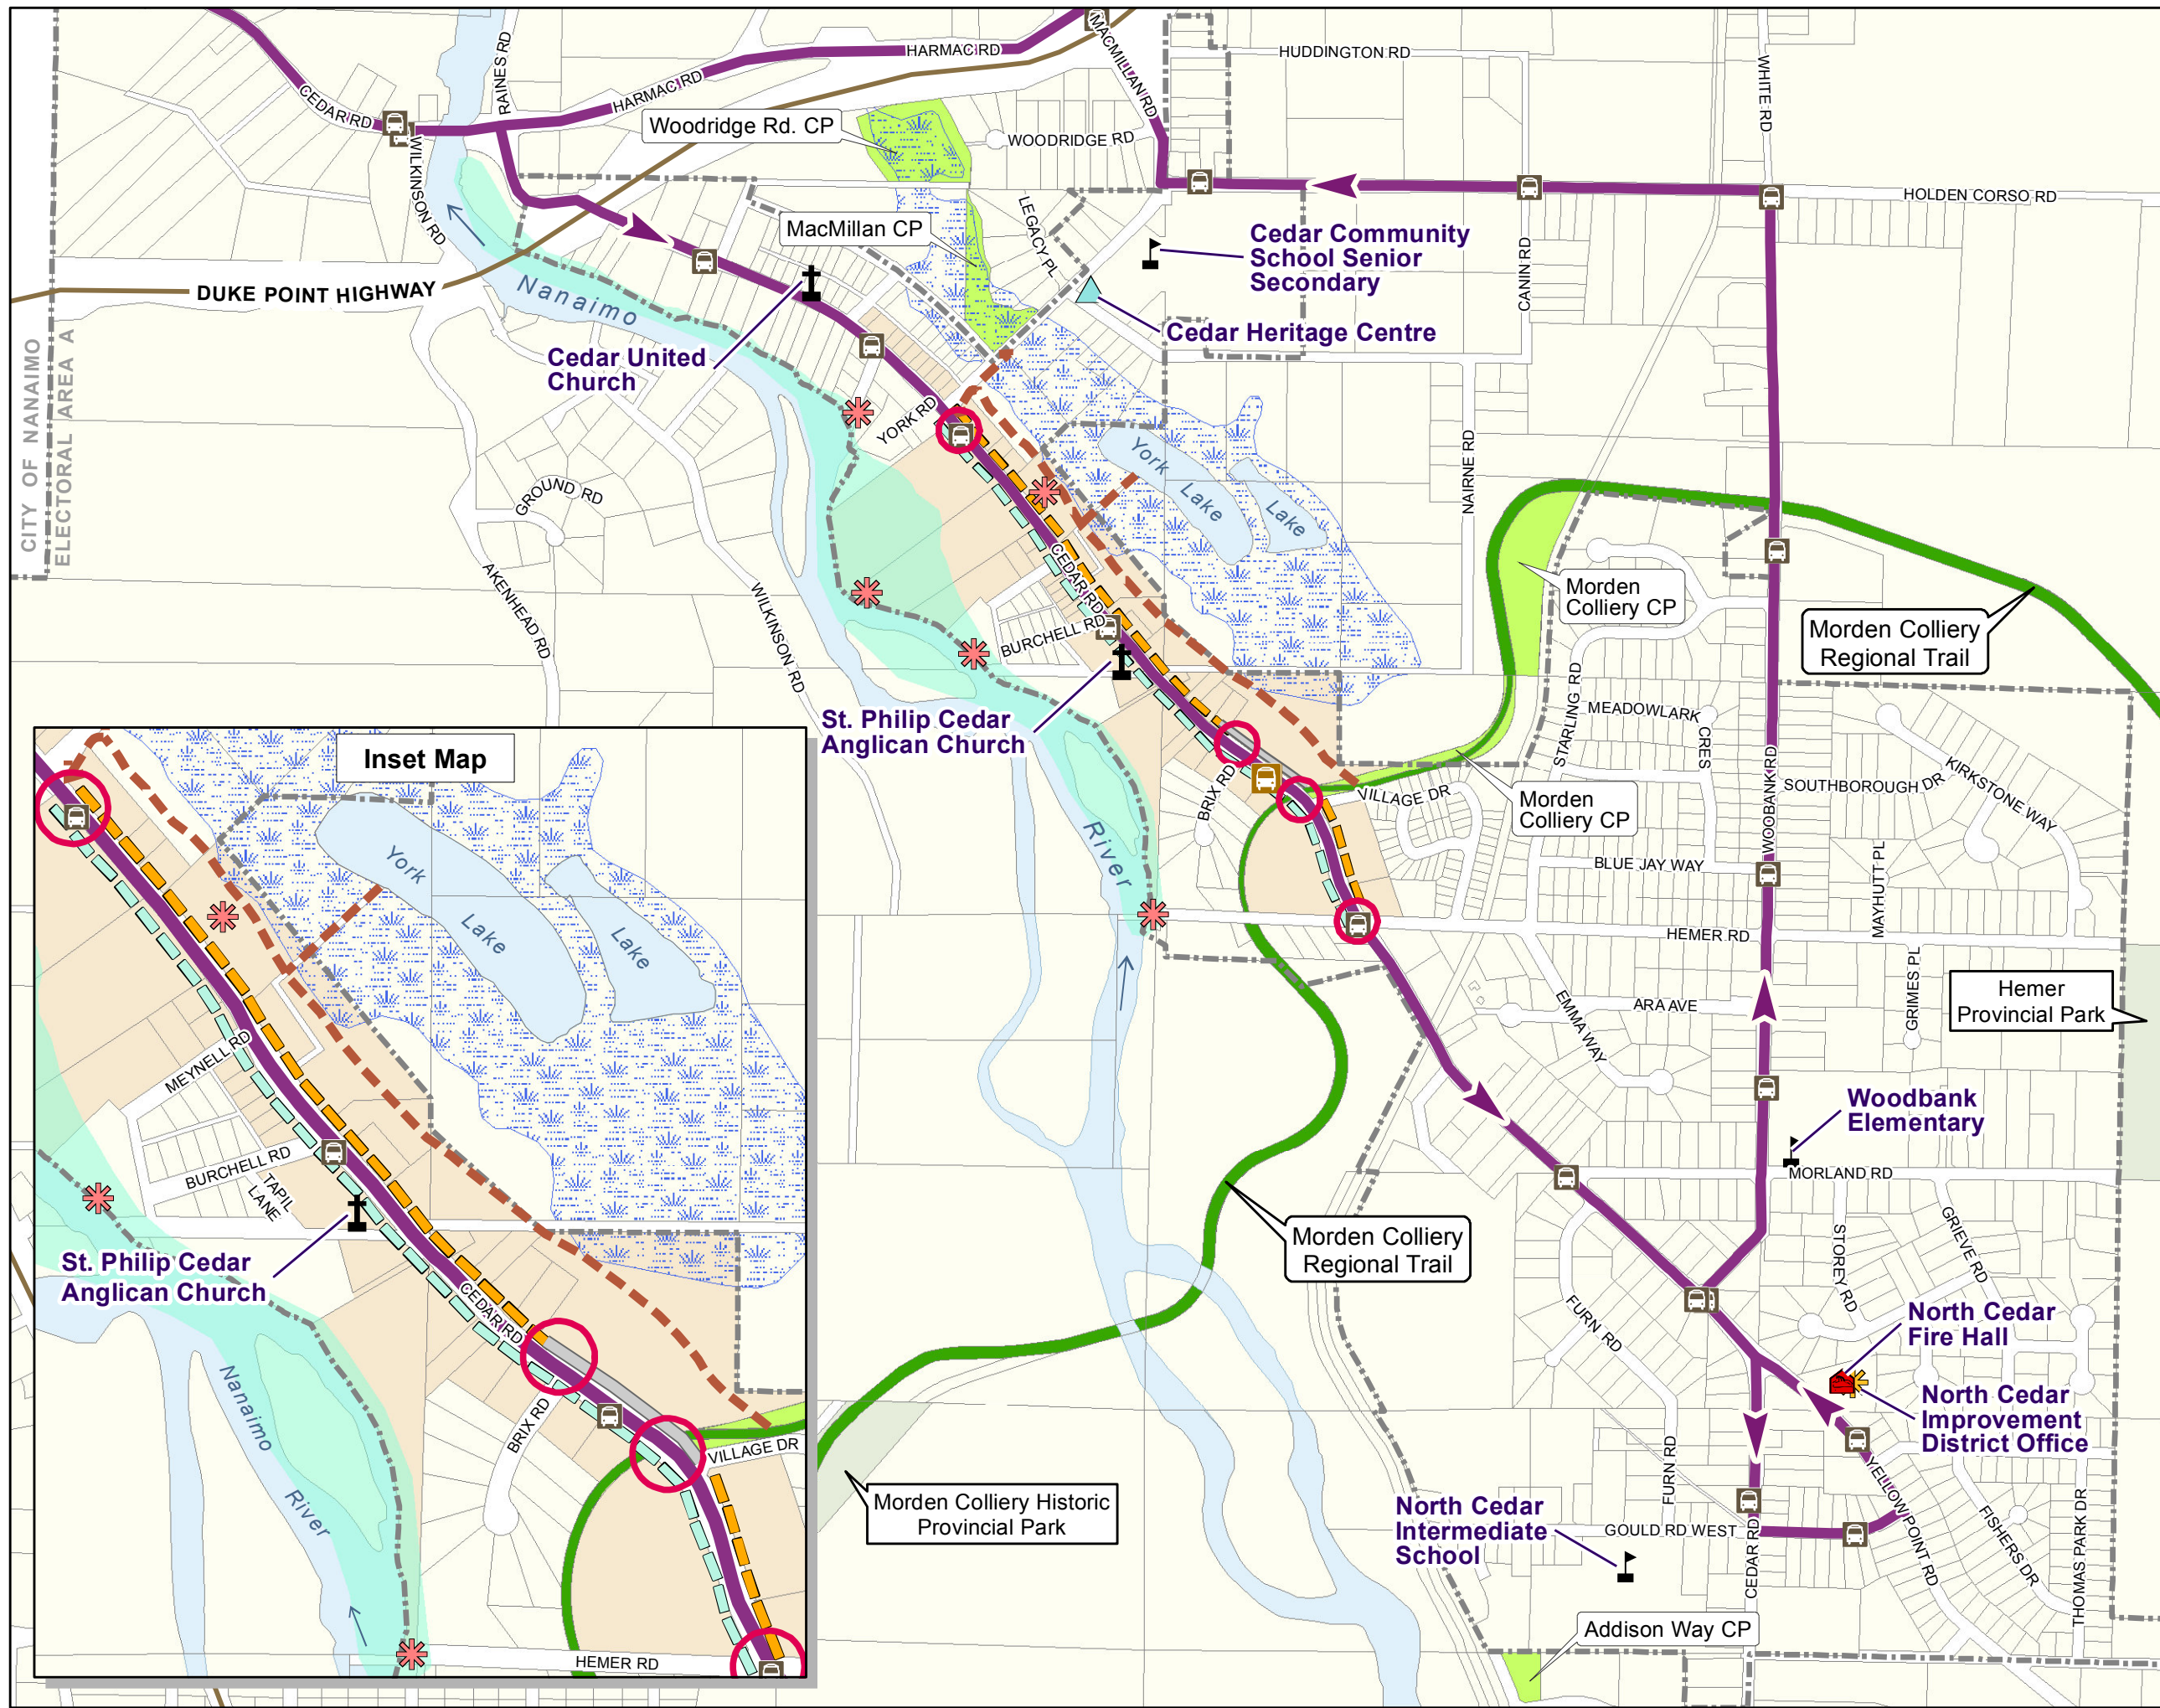 HARMAC RD
MACMILLAN RD
HUDDINGTON RD
RAINES RD
HARMAC RD
CEDAR RD
WHITE RD
Woodridge Rd. CP
WOODRIDGE RD
WILKINSON RD
HOLDEN CORSO RD
LEGACY PL
MacMillan CP
Cedar Community
School Senior
Secondary
CANIN RD
DUKE POINT HIGHWAY
Nanaimo
Cedar Heritage Centre
Cedar United
Church
CITY OF NANAIMO
ELECTORAL AREA A
YORK RD
York
Lake
Lake
NAIRNE RD
GROUND RD
CEDAR RD
AKENHEAD RD
WILKINSON RD
BURCHELL RD
Morden
Colliery CP
Morden Colliery
Regional Trail
St. Philip Cedar
Anglican Church
STARLING RD
MEADOWLARK
CRES
WOOBANK RD
SOUTHBOROUGH DR
KIRKSTONE WAY
BRIX RD
VILLAGE DR
Morden
Colliery CP
River
BLUE JAY WAY
MAYHUTT PL
HEMER RD
GRIMES PL
Hemer
Provincial Park
ARA AVE
EMMA WAY
Woodbank
Elementary
MORLAND RD
Morden Colliery
Regional Trail
STOREY RD
GRIEVE RD
FURN RD
North Cedar
Fire Hall
North Cedar
Improvement
District Office
FURN RD
Morden Colliery Historic
Provincial Park
North Cedar
Intermediate
School
GOULD RD WEST
CEDAR RD
YELLOW POINT RD
FISHERS DR
THOMAS PARK DR
Addison Way CP
Inset Map
York
Lake
Lake
MEYNELL RD
BURCHELL RD
TAPIL
LANE
St. Philip Cedar
Anglican Church
CEDAR RD
Nanaimo
River
BRIX RD
VILLAGE DR
HEMER RD